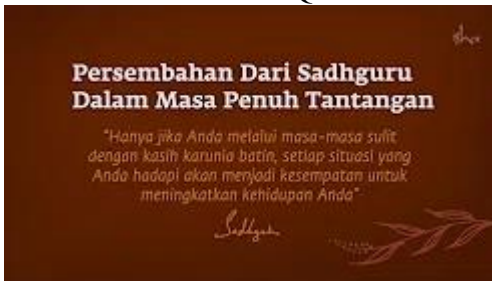 Persembahan Dari Sadhguru
Dalam Masa Penuh Tantangan
"Hanya jika Anda melalui masa-masa sulit
dengan kasih karunia batin, setiap situasi yang
Anda hadapi akan menjadi kesempatan untuk
meningkatkan kehidupan Anda"
Sadhguru